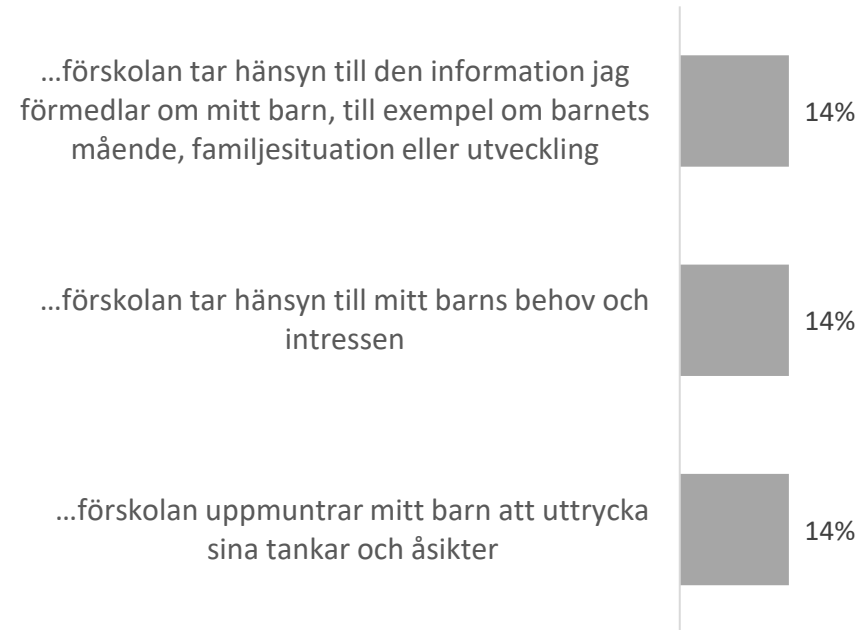 …förskolan tar hänsyn till den information jag
förmedlar om mitt barn, till exempel om barnets
mående, familjesituation eller utveckling
14%
…förskolan tar hänsyn till mitt barns behov och
intressen
14%
…förskolan uppmuntrar mitt barn att uttrycka
sina tankar och åsikter
14%